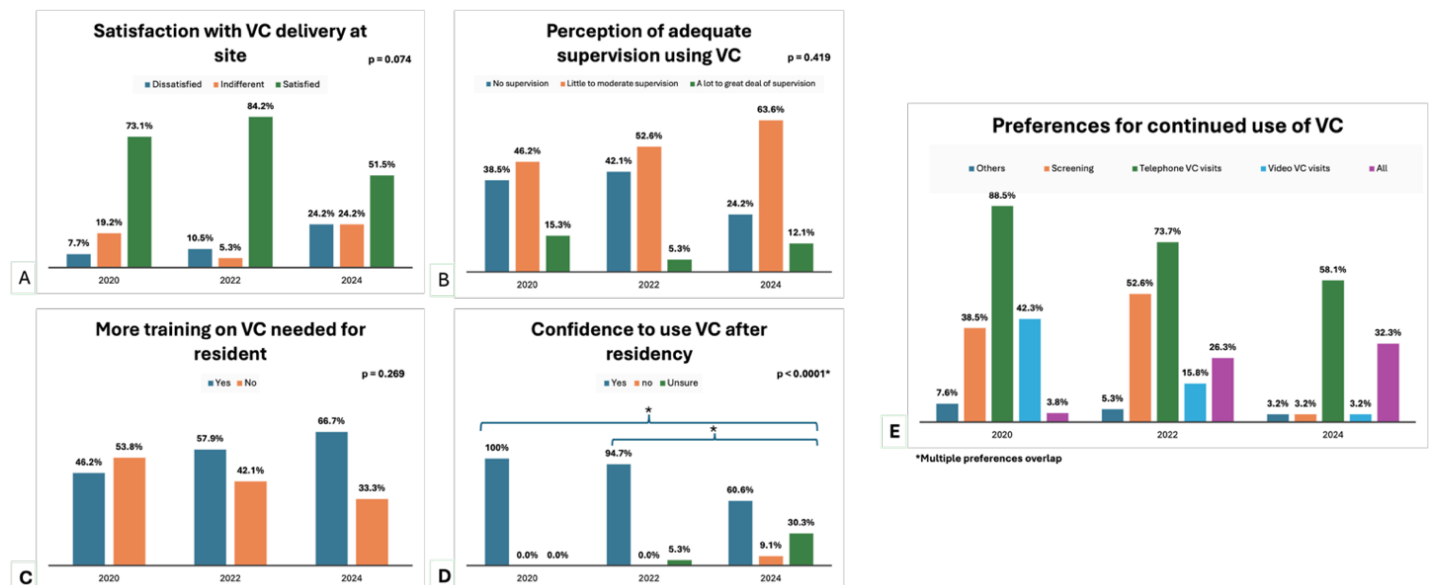 Satisfaction with VC delivery at
site
p = 0.074
Dissatisfied Indifferent Satisfied
84.2%
73.1%
51.5%
24.2% 24.2%
19.2%
7.7%
10.5%
5.3%
2020 2022 2024
A
Perception of adequate
supervision using VC
p = 0.419
No supervision Little to moderate supervision A lot to great deal of supervision
63.6%
52.6%
46.2%
42.1%
38.5%
24.2%
15.3%
12.1%
5.3%
2020 2022 2024
B
More training on VC needed for
resident
Yes No
p = 0.269
66.7%
57.9%
53.8%
46.2%
42.1%
33.3%
2020 2022 2024
C
Confidence to use VC after
residency
p < 0.0001*
Yes no Unsure
*
*
100%
94.7%
60.6%
30.3%
0.0% 0.0%
0.0%
5.3%
9.1%
2020 2022 2024
D
Preferences for continued use of VC
Others Screening Telephone VC visits Video VC visits All
88.5%
73.7%
58.1%
52.6%
42.3%
38.5%
32.3%
26.3%
15.8%
7.6%
3.8%
5.3%
3.2% 3.2%
3.2%
2020 2022 2024
E
*Multiple preferences overlap